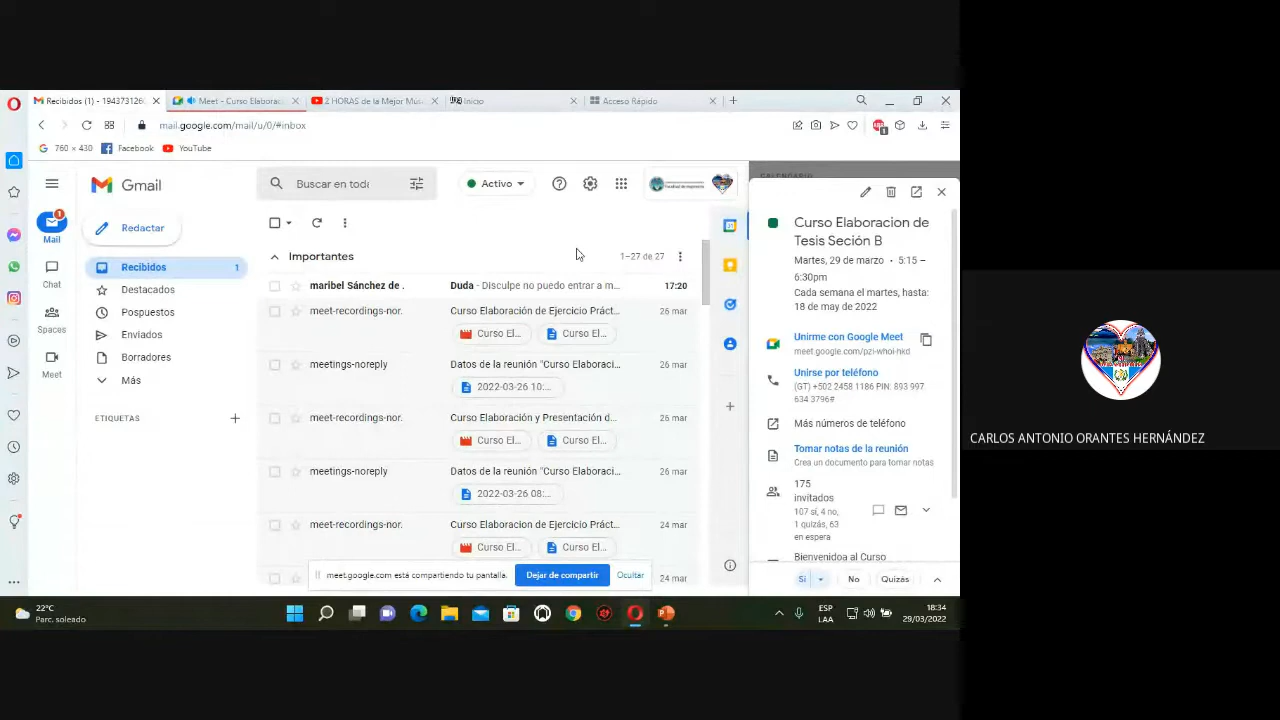 Recibidos (1) - 1943731260
Meet - Curso Elaborac
2 HORAS de la Mejor Mús
Inicio
Acceso Rápido
mail.google.com/mail/u/0/#inbox
1
760 × 430
Facebook
YouTube
Gmail
Buscar en toda
Activo
1
Mail
Redactar
Recibidos 1
Chat
Destacados
Pospuestos
Spaces
Enviados
Meet
Borradores
Más
ETIQUETAS
Importantes
1–27 de 27
maribel Sánchez de . Duda - Disculpe no puedo entrar a m... 17:20
meet-recordings-nor. Curso Elaboración de Ejercicio Práct... 26 mar
Curso El... Curso El...
meetings-noreply Datos de la reunión "Curso Elaboraci... 26 mar
2022-03-26 10:...
meet-recordings-nor. Curso Elaboración y Presentación d... 26 mar
Curso El... Curso El...
meetings-noreply Datos de la reunión "Curso Elaboraci... 26 mar
2022-03-26 08:...
meet-recordings-nor. Curso Elaboracion de Ejercicio Práct... 24 mar
Curso El... Curso El...
24 mar
meet.google.com está compartiendo tu pantalla.
Dejar de compartir
Ocultar
31
Curso Elaboracion de
Tesis Seción B
Martes, 29 de marzo • 5:15 –
6:30pm
Cada semana el martes, hasta:
18 de may de 2022
Unirme con Google Meet
meet.google.com/pzi-whoi-hkd
Unirse por teléfono
(GT) +502 2458 1186 PIN: 893 997
634 3796#
Más números de teléfono
Tomar notas de la reunión
Crea un documento para tomar notas
175
invitados
107 sí, 4 no,
1 quizás, 63
en espera
Bienvenidoa al Curso
Sí
No
Quizás
22°C
Parc. soleado
ESP
LAA
18:34
29/03/2022
CARLOS ANTONIO ORANTES HERNÁNDEZ